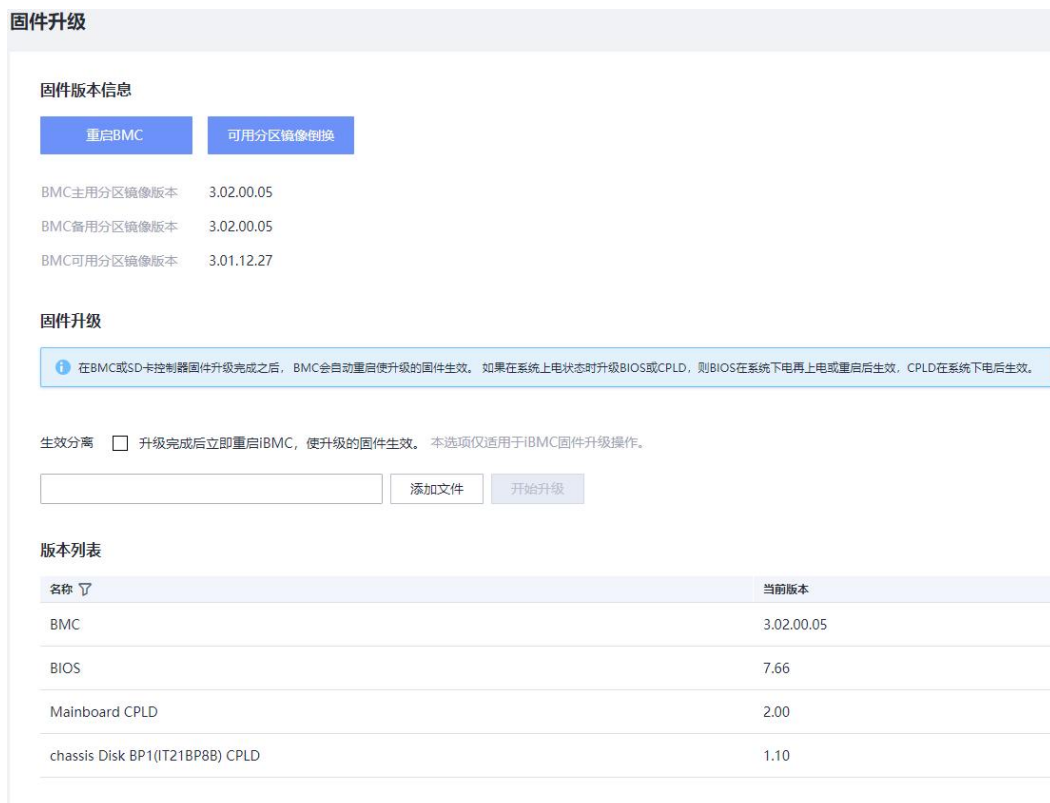 固件升级
固件版本信息
重启BMC 可用分区镜像倒换
BMC主用分区镜像版本 3.02.00.05
BMC备用分区镜像版本 3.02.00.05
BMC可用分区镜像版本 3.01.12.27
固件升级
在BMC或SD卡控制器固件升级完成之后，BMC会自动重启使升级的固件生效。 如果在系统上电状态时升级BIOS或CPLD，则BIOS在系统下电再上电或重启后生效，CPLD在系统下电后生效。
生效分离 升级完成后立即重启iBMC，使升级的固件生效。 本选项仅适用于iBMC固件升级操作。
添加文件 开始升级
版本列表
名称 当前版本
BMC 3.02.00.05
BIOS 7.66
Mainboard CPLD 2.00
chassis Disk BP1(IT21BP8B) CPLD 1.10